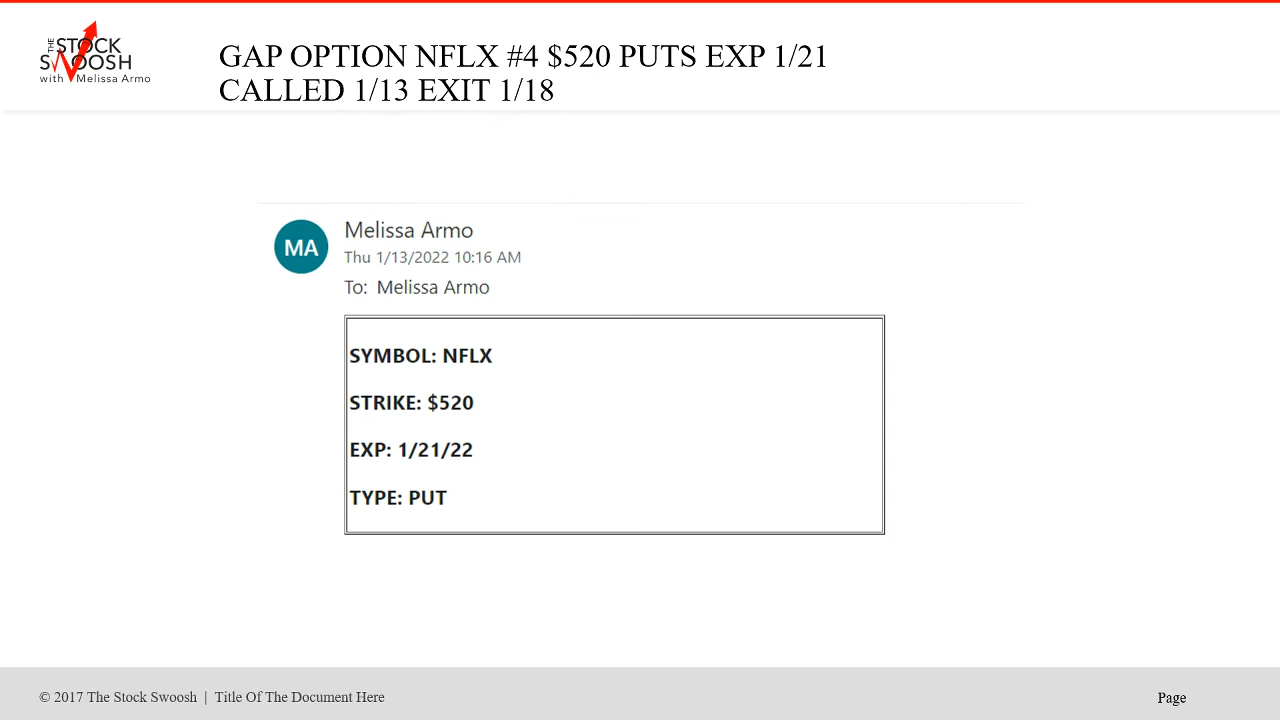 THE
STOCK
SWOOSH
with Melissa Armo
GAP OPTION NFLX #4 $520 PUTS EXP 1/21
CALLED 1/13 EXIT 1/18
MA
Melissa Armo
Thu 1/13/2022 10:16 AM
To: Melissa Armo
SYMBOL: NFLX
STRIKE: $520
EXP: 1/21/22
TYPE: PUT
© 2017 The Stock Swoosh | Title Of The Document Here
Page